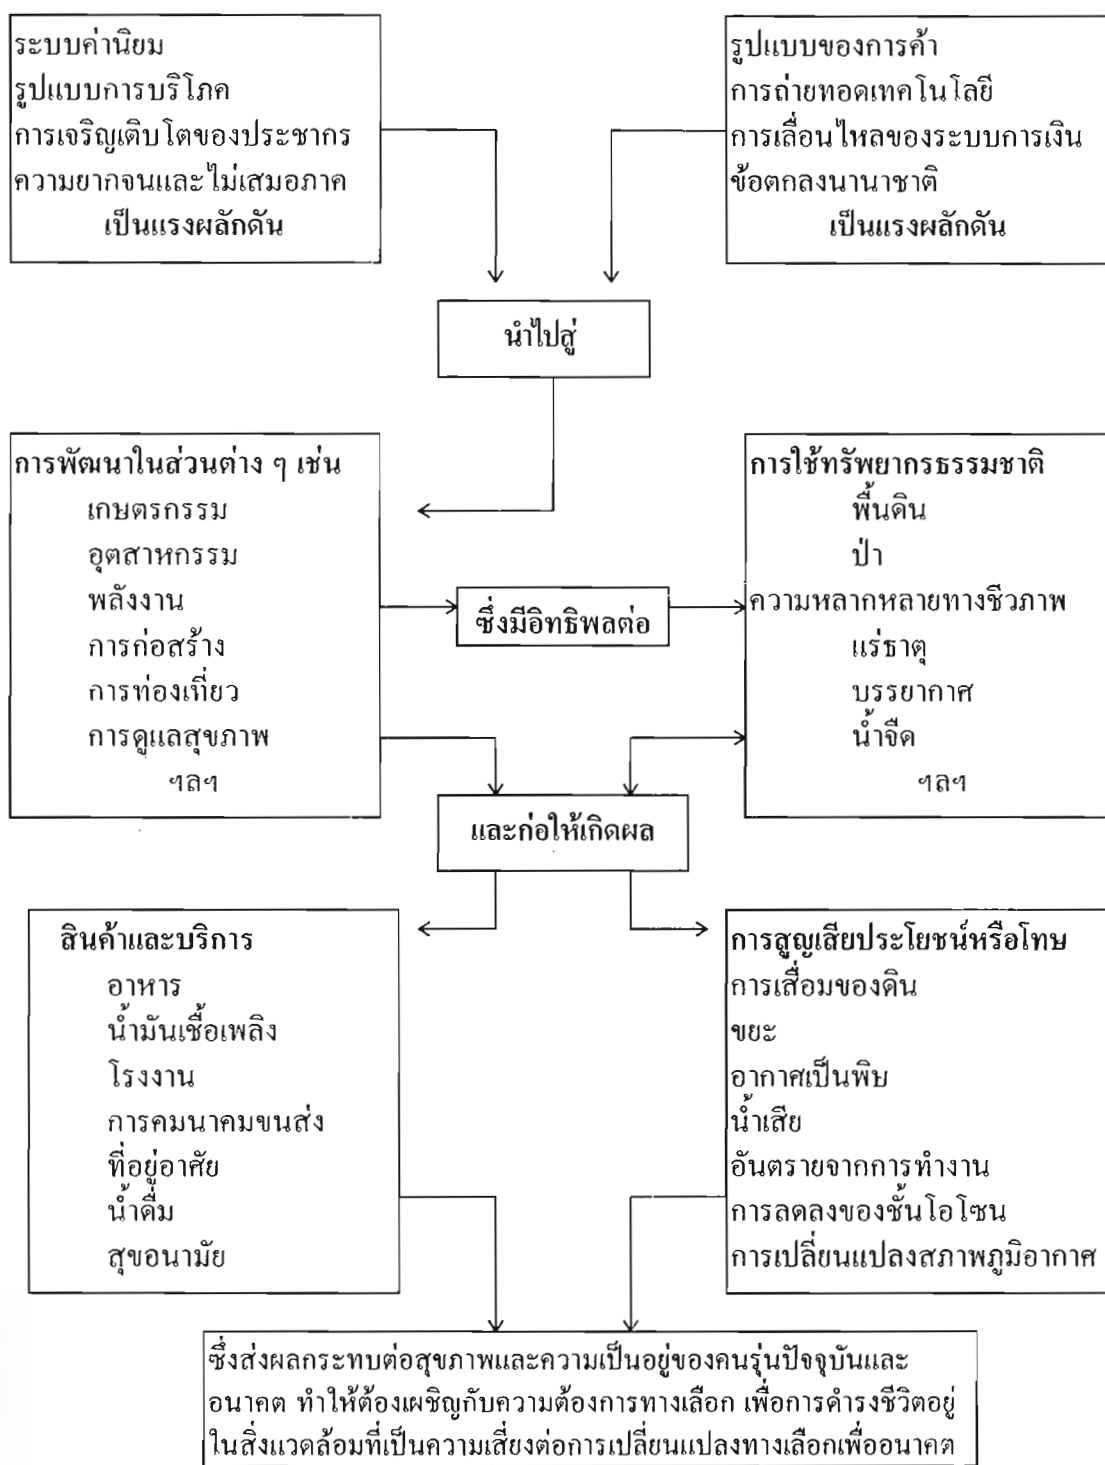 ระบบค่านิยม
รูปแบบการบริโภค
การเจริญเติบโตของประชากร
ความยากจนและไม่เสมอภาค
เป็นแรงผลักดัน
รูปแบบของการค้า
การถ่ายทอดเทคโนโลยี
การเลื่อนไหลของระบบการเงิน
ข้อตกลงนานาชาติ
เป็นแรงผลักดัน
นำไปสู่
การพัฒนาในส่วนต่าง ๆ เช่น
เกษตรกรรม
อุตสาหกรรม
พลังงาน
การก่อสร้าง
การท่องเที่ยว
การดูแลสุขภาพ
ฯลฯ
ซึ่งมีอิทธิพลต่อ
การใช้ทรัพยากรธรรมชาติ
พื้นดิน
ป่า
ความหลากหลายทางชีวภาพ
แร่ธาตุ
บรรยากาศ
น้ำจืด
ฯลฯ
และก่อให้เกิดผล
สินค้าและบริการ
อาหาร
น้ำมันเชื้อเพลิง
โรงงาน
การคมนาคมขนส่ง
ที่อยู่อาศัย
น้ำดื่ม
สุขอนามัย
การสูญเสียประโยชน์หรือโทษ
การเสื่อมของดิน
ขยะ
อากาศเป็นพิษ
น้ำเสีย
อันตรายจากการทำงาน
การลดลงของชั้นโอโซน
การเปลี่ยนแปลงสภาพภูมิอากาศ
ซึ่งส่งผลกระทบต่อสุขภาพและความเป็นอยู่ของคนรุ่นปัจจุบันและ
อนาคต ทำให้ต้องเผชิญกับความต้องการทางเลือก เพื่อการดำรงชีวิตอยู่
ในสิ่งแวดล้อมที่เป็นความเสี่ยงต่อการเปลี่ยนแปลงทางเลือกเพื่ออนาคต